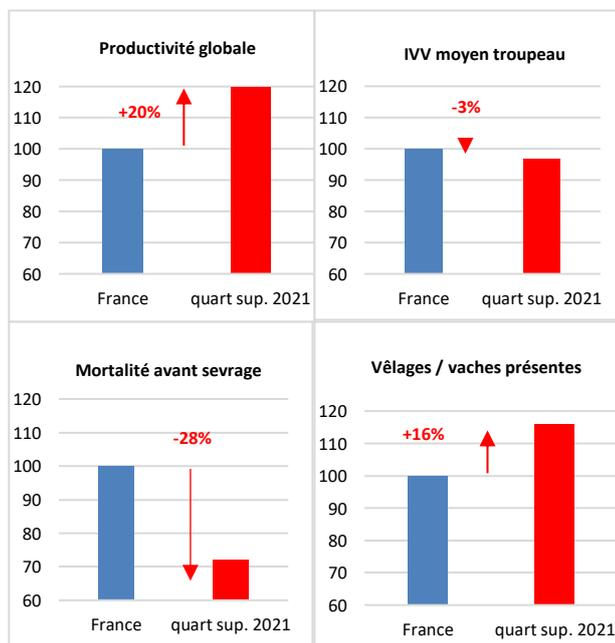 Productivité globale
120
110
100
90
80
70
60
+20%
France
quart sup. 2021
IVV moyen troupeau
120
110
100
90
80
70
60
-3%
France
quart sup. 2021
Mortalité avant sevrage
120
110
100
90
80
70
60
-28%
France
quart sup. 2021
Vêlages / vaches présentes
120
110
100
90
80
70
60
+16%
France
quart sup. 2021